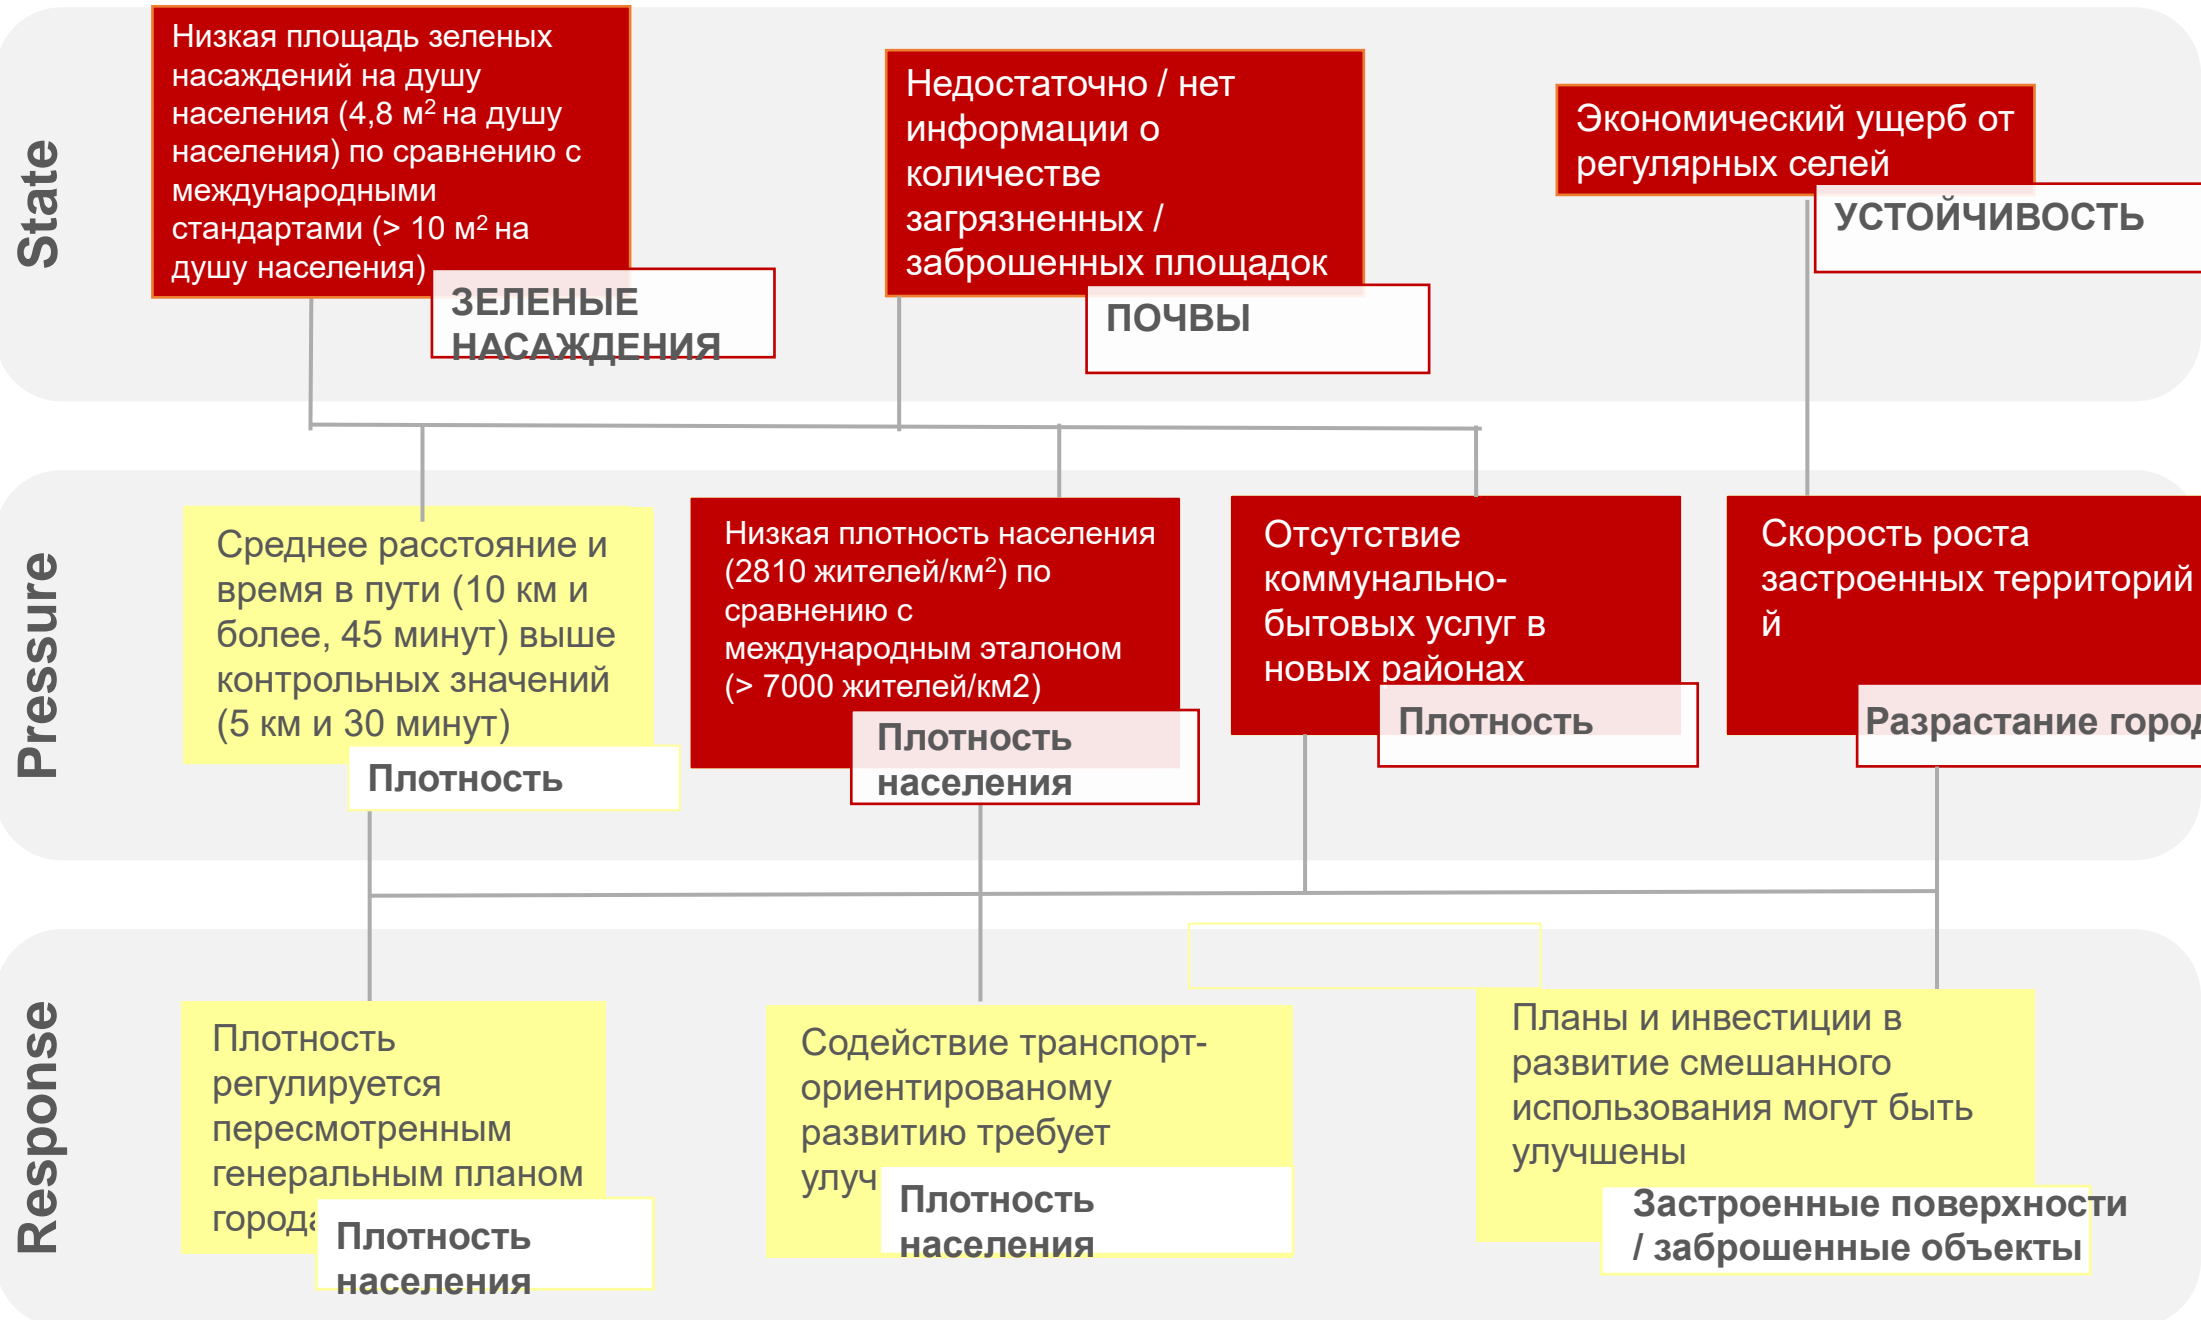 State
Низкая площадь зеленых
насаждений на душу
населения (4,8 м² на душу
населения) по сравнению с
международными
стандартами (> 10 м² на
душу населения)
ЗЕЛЕНЫЕ
НАСАЖДЕНИЯ
Недостаточно / нет
информации о
количестве
загрязненных /
заброшенных площадок
ПОЧВЫ
Экономический ущерб от
регулярных селей
УСТОЙЧИВОСТЬ
Pressure
Среднее расстояние и
время в пути (10 км и
более, 45 минут) выше
контрольных значений
(5 км и 30 минут)
Плотность
Низкая плотность населения
(2810 жителей/км²) по
сравнению с
международным эталоном
(> 7000 жителей/км2)
Плотность
населения
Отсутствие
коммунально-
бытовых услуг в
новых районах
Плотность
Скорость роста
застроенных территорий
й
Разрастание город
Response
Плотность
регулируется
пересмотренным
генеральным планом
города
Плотность
населения
Содействие транспорт-
ориентированому
развитию требует
улуч
Плотность
населения
Планы и инвестиции в
развитие смешанного
использования могут быть
улучшены
Застроенные поверхности
/ заброшенные объекты